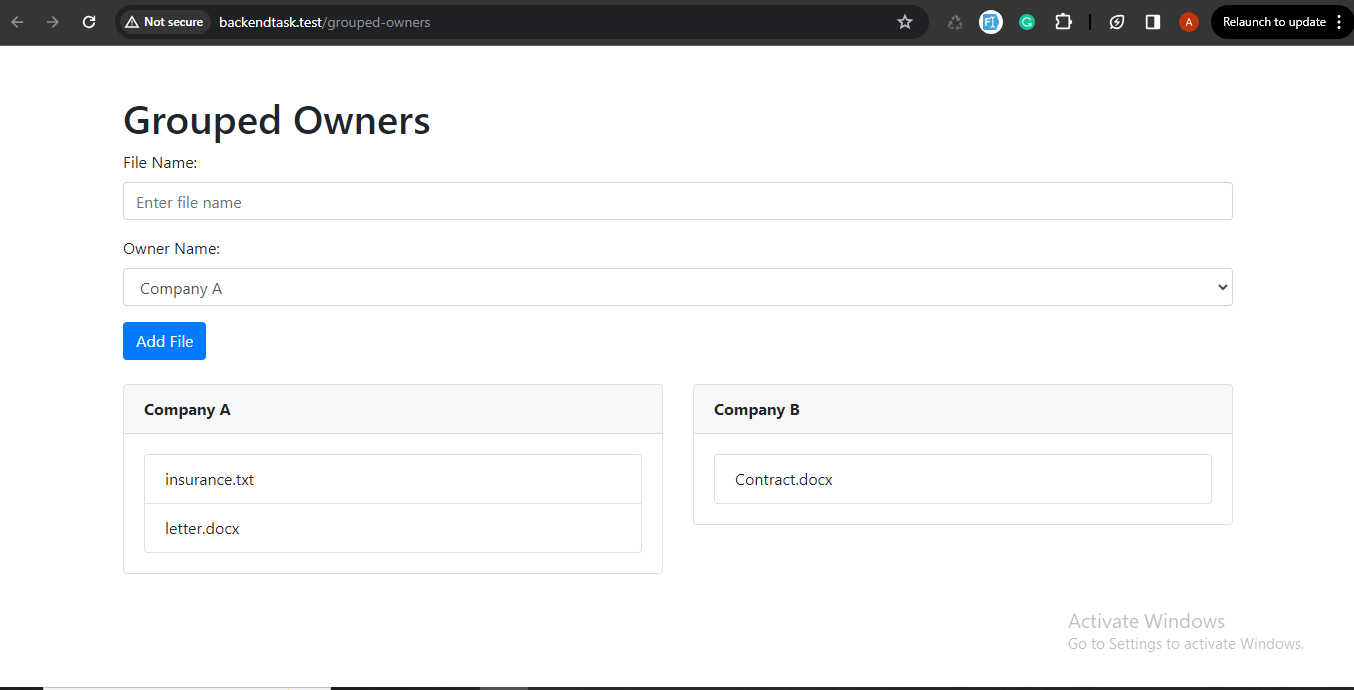 Not secure
backendtask.test/grouped-owners
A
Relaunch to update
Grouped Owners
File Name:
Enter file name
Owner Name:
Company A
Add File
Company A
Company B
insurance.txt
Contract.docx
letter.docx
Activate Windows
Go to Settings to activate Windows.